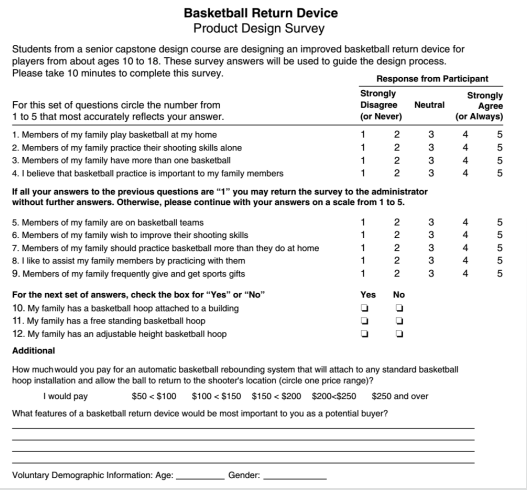 Basketball Return Device
Product Design Survey
Students from a senior capstone design course are designing an improved basketball return device for
players from about ages 10 to 18. These survey answers will be used to guide the design process.
Please take 10 minutes to complete this survey.
Response from Participant
For this set of questions circle the number from
1 to 5 that most accurately reflects your answer.
Strongly Disagree (or Never) Neutral Strongly Agree (or Always)
1. Members of my family play basketball at my home 1 2 3 4 5
2. Members of my family practice their shooting skills alone 1 2 3 4 5
3. Members of my family have more than one basketball 1 2 3 4 5
4. I believe that basketball practice is important to my family members 1 2 3 4 5
If all your answers to the previous questions are “1” you may return the survey to the administrator
without further answers. Otherwise, please continue with your answers on a scale from 1 to 5.
5. Members of my family are on basketball teams 1 2 3 4 5
6. Members of my family wish to improve their shooting skills 1 2 3 4 5
7. Members of my family should practice basketball more than they do at home 1 2 3 4 5
8. I like to assist my family members by practicing with them 1 2 3 4 5
9. Members of my family frequently give and get sports gifts 1 2 3 4 5
For the next set of answers, check the box for “Yes” or “No” Yes No
10. My family has a basketball hoop attached to a building ❏ ❏
11. My family has a free standing basketball hoop ❏ ❏
12. My family has an adjustable height basketball hoop ❏ ❏
Additional
How much would you pay for an automatic basketball rebounding system that will attach to any standard basketball
hoop installation and allow the ball to return to the shooter's location (circle one price range)?
I would pay $50 < $100 $100 < $150 $150 < $200 $200<$250 $250 and over
What features of a basketball return device would be most important to you as a potential buyer?
Voluntary Demographic Information: Age: __________ Gender: _____________